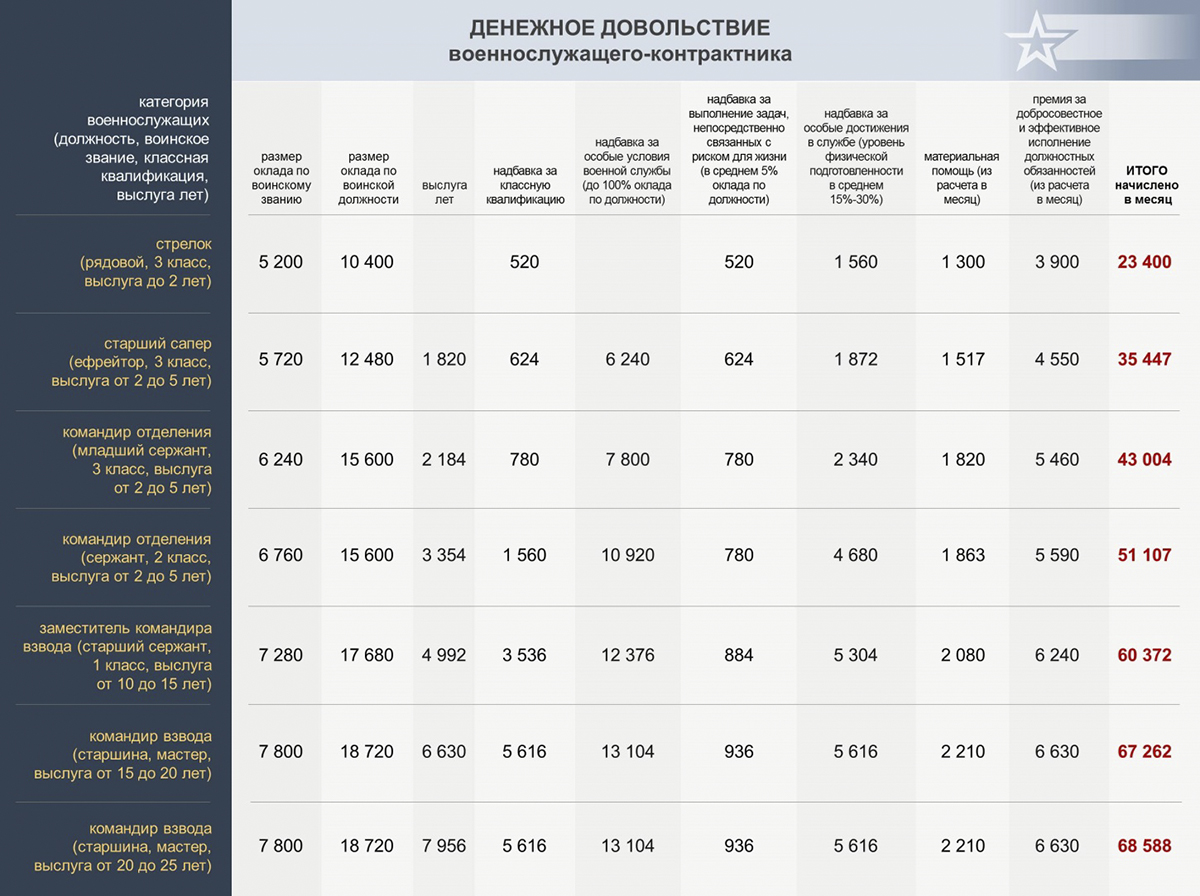 ДЕНЕЖНОЕ ДОВОЛЬСТВИЕ
военнослужащего-контрактника
категория
военнослужащих
(должность, воинское
звание, классная
квалификация,
выслуга лет)
размер
оклада по
воинскому
званию
размер
оклада по
воинской
должности
выслуга
лет
надбавка за
классную
квалификацию
надбавка за
особые условия
военной службы
(до 100% оклада
по должности)
надбавка за
выполнение задач,
непосредственно
связанных с
риском для жизни
(в среднем 5%
оклада по
должности)
надбавка за
особые достижения
в службе (уровень
физической
подготовленности
в среднем
15%-30%)
материальная
помощь (из
расчета в
месяц)
премия за
добросовестное
и эффективное
исполнение
должностных
обязанностей
(из расчета
в месяц)
ИТОГО
начислено
в месяц
стрелок
(рядовой, 3 класс,
выслуга до 2 лет)
5 200 10 400 520 520 1 560 1 300 3 900 23 400
старший сапер
(ефрейтор, 3 класс,
выслуга от 2 до 5 лет)
5 720 12 480 1 820 624 6 240 624 1 872 1 517 4 550 35 447
командир отделения
(младший сержант,
3 класс, выслуга
от 2 до 5 лет)
6 240 15 600 2 184 780 7 800 780 2 340 1 820 5 460 43 004
командир отделения
(сержант, 2 класс,
выслуга от 2 до 5 лет)
6 760 15 600 3 354 1 560 10 920 780 4 680 1 863 5 590 51 107
заместитель командира
взвода (старший сержант,
1 класс, выслуга
от 10 до 15 лет)
7 280 17 680 4 992 3 536 12 376 884 5 304 2 080 6 240 60 372
командир взвода
(старшина, мастер,
выслуга от 15 до 20 лет)
7 800 18 720 6 630 5 616 13 104 936 5 616 2 210 6 630 67 262
командир взвода
(старшина, мастер,
выслуга от 20 до 25 лет)
7 800 18 720 7 956 5 616 13 104 936 5 616 2 210 6 630 68 588